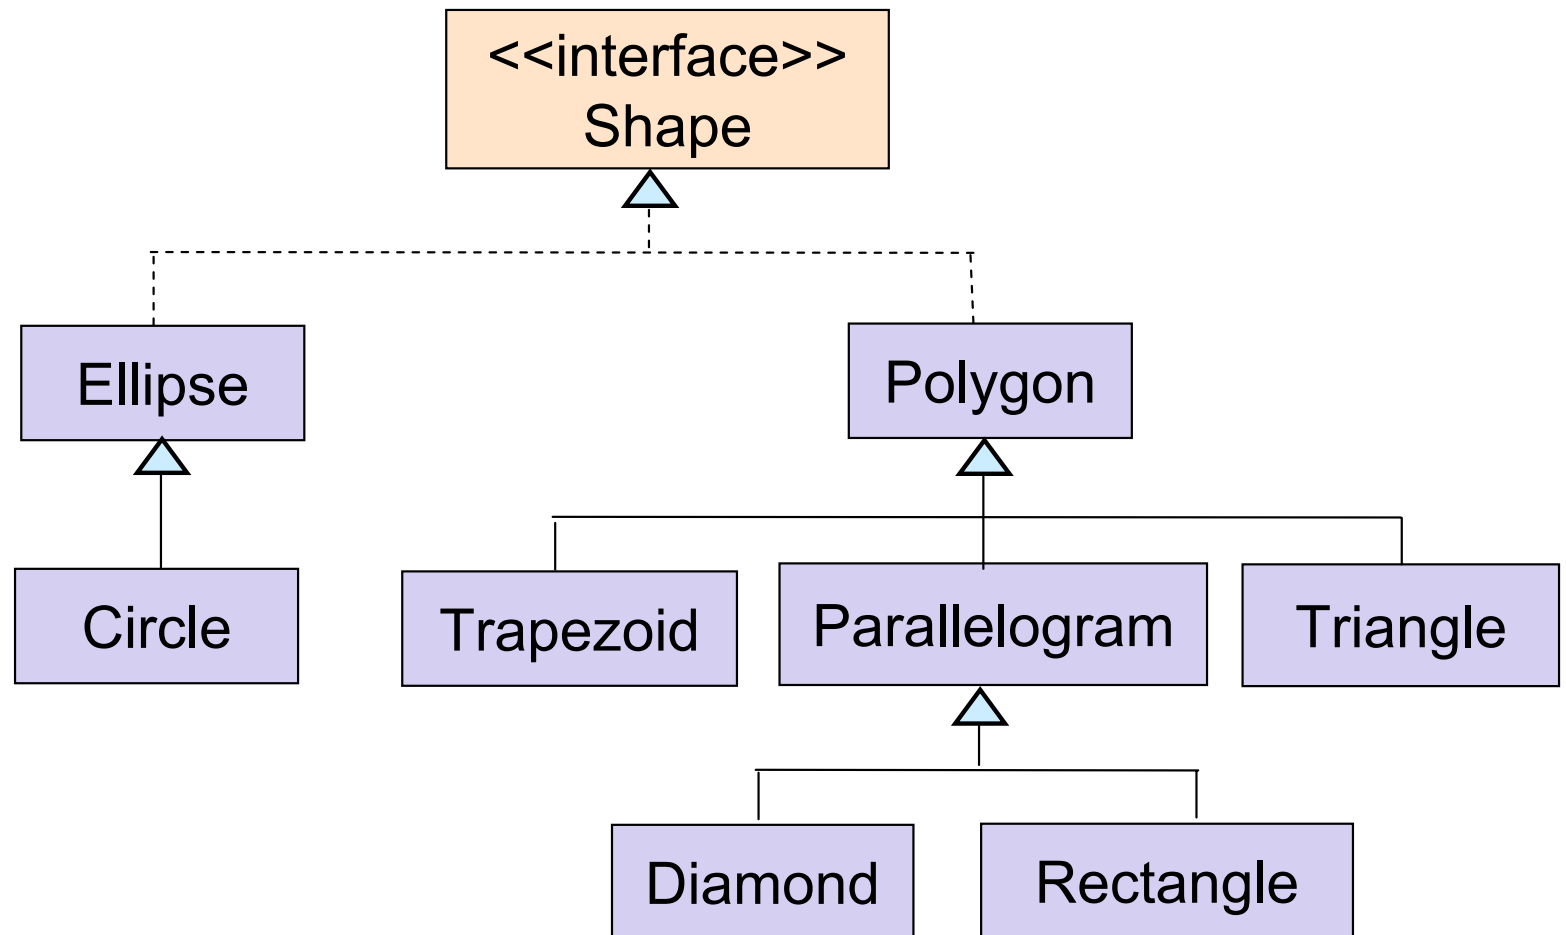 <<interface>>
Shape
Ellipse
Polygon
Circle
Trapezoid
Parallelogram
Triangle
Diamond
Rectangle